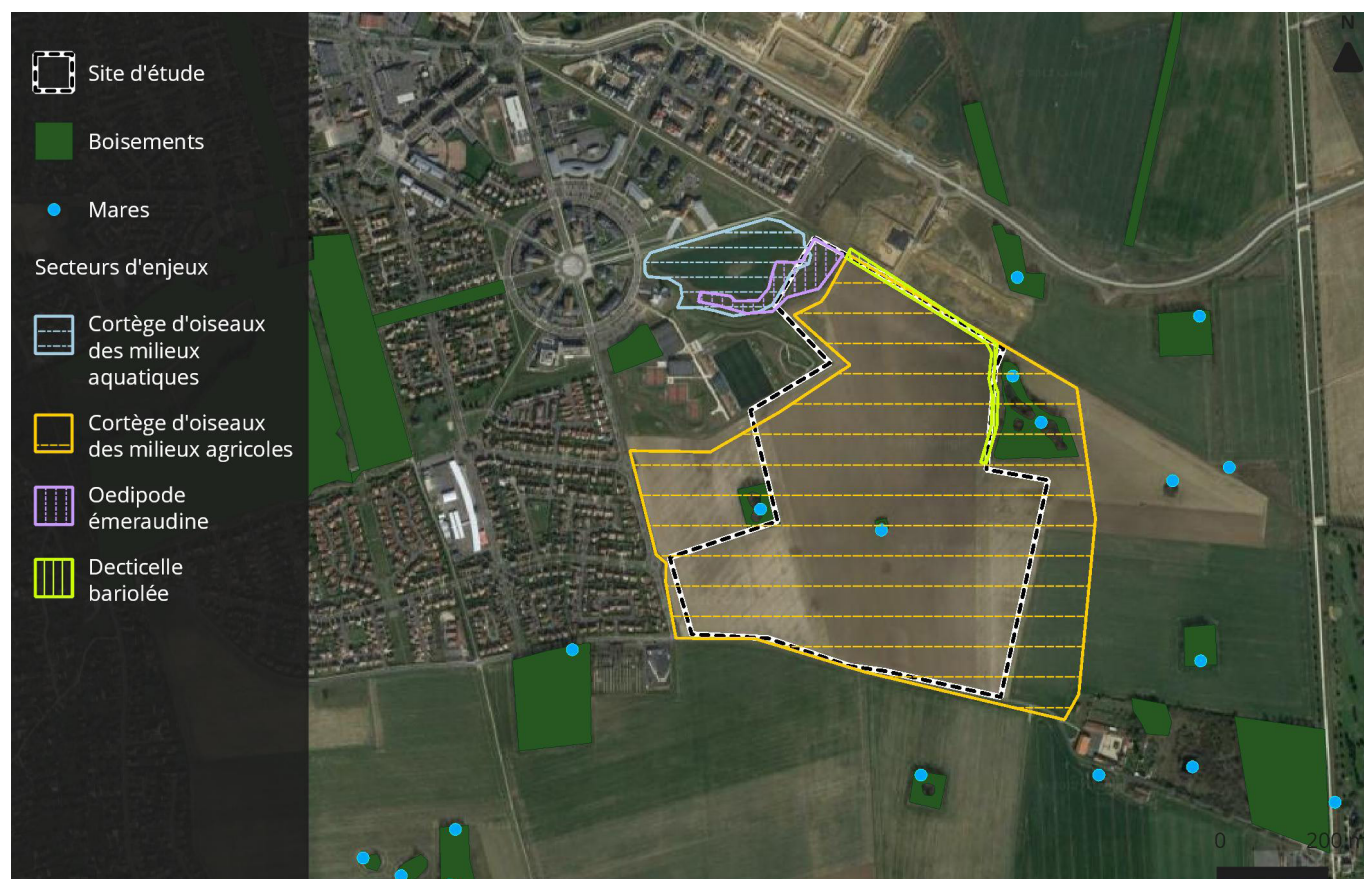 N
Site d'étude
Boisements
Mares
Secteurs d'enjeux
Cortège d'oiseaux
des milieux
aquatiques
Cortège d'oiseaux
des milieux agricoles
Oedipode
émeraudine
Decticelle
bariolée
0 200 m